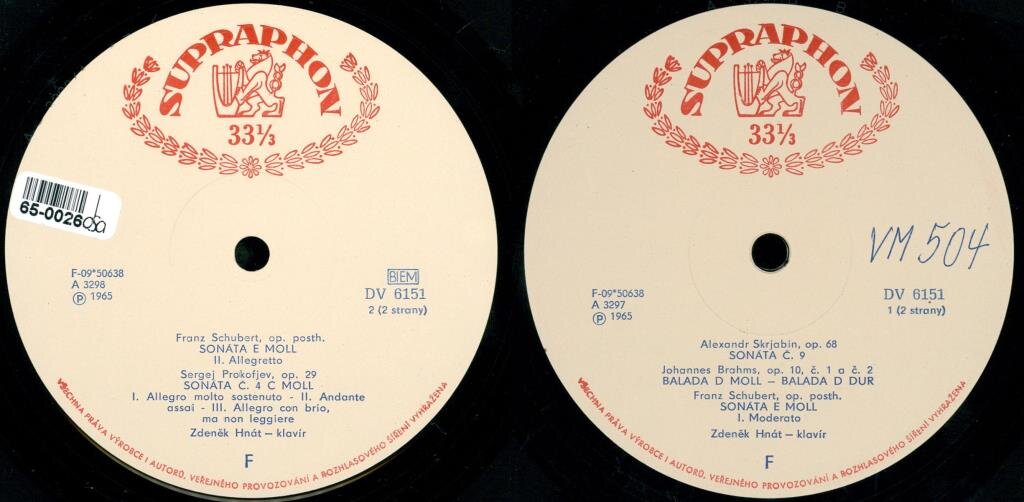 SUPRAPHON
33⅓
65-0026
F-09*50638
A 3298
Ⓟ 1965
BIEM
DV 6151
2 (2 strany)
Franz Schubert, op. posth.
SONÁTA E MOLL
II. Allegretto
Sergej Prokofjev, op. 29
SONÁTA Č. 4 C MOLL
I. Allegro molto sostenuto - II. Andante
assai - III. Allegro con brio,
ma non leggiere
Zdeněk Hnát – klavír
F
VŠECHNA PRÁVA VÝROBCE I AUTORŮ, VEŘEJNÉHO PROVOZOVÁNÍ A ROZHLASOVÉHO ŠÍŘENÍ VYHRAŽENA
SUPRAPHON
33⅓
VM 504
F-09*50638
A 3297
Ⓟ 1965
DV 6151
1 (2 strany)
Alexandr Skrjabin, op. 68
SONÁTA Č. 9
Johannes Brahms, op. 10, č. 1 a č. 2
BALADA D MOLL – BALADA D DUR
Franz Schubert, op. posth.
SONÁTA E MOLL
I. Moderato
Zdeněk Hnát – klavír
F
VŠECHNA PRÁVA VÝROBCE I AUTORŮ, VEŘEJNÉHO PROVOZOVÁNÍ A ROZHLASOVÉHO ŠÍŘENÍ VYHRAŽENA